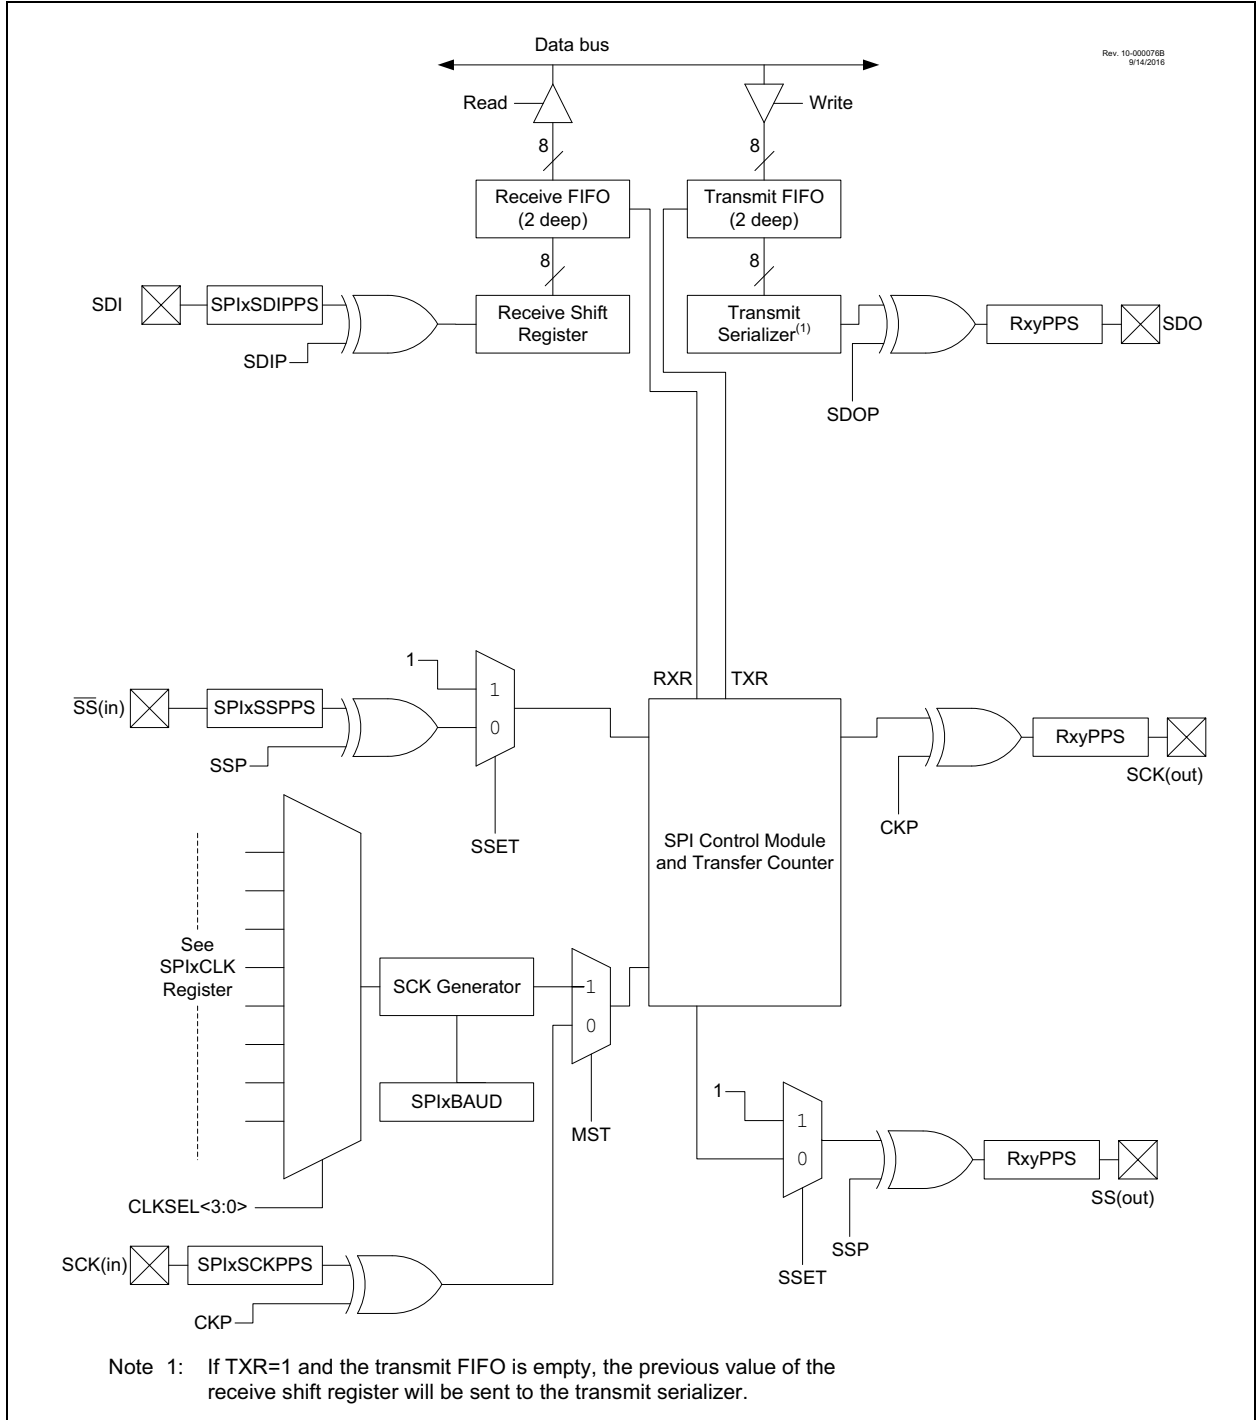 Data bus
Rev. 10-000076B
9/14/2016
Read
Write
8
8
Receive FIFO
(2 deep)
Transmit FIFO
(2 deep)
8
8
SDI
SPIxSDIPPS
Receive Shift
Register
Transmit
Serializer(1)
RxyPPS
SDO
SDIP
SDOP
RXR
TXR
1
SS(in)
SPIxSSPPS
1
0
SSP
SSET
RxyPPS
SCK(out)
CKP
SPI Control Module
and Transfer Counter
See
SPIxCLK
Register
SCK Generator
1
0
SPIxBAUD
MST
CLKSEL<3:0>
1
1
0
RxyPPS
SS(out)
SSP
SSET
SCK(in)
SPIxSCKPPS
CKP
Note 1: If TXR=1 and the transmit FIFO is empty, the previous value of the
receive shift register will be sent to the transmit serializer.